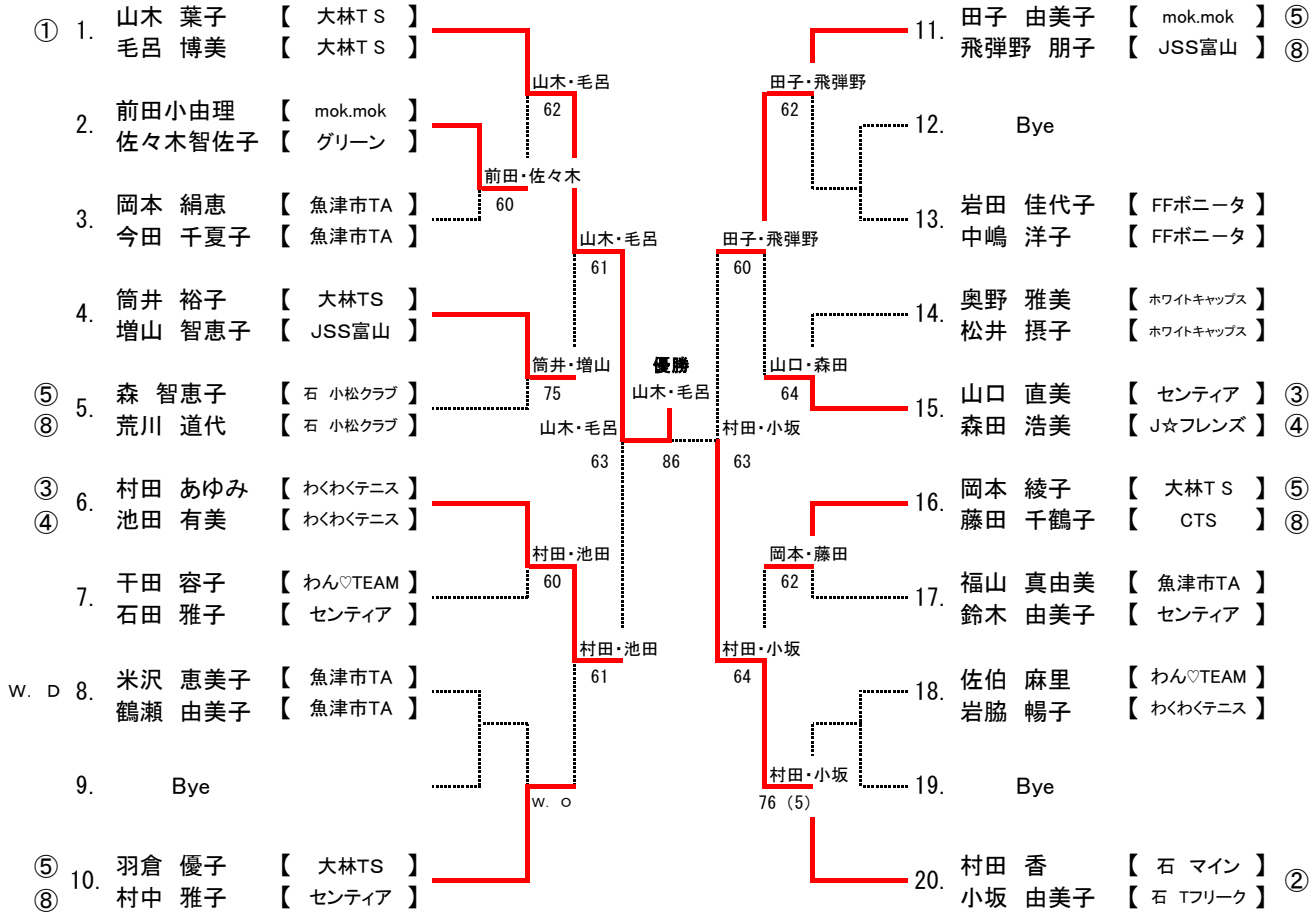 ① 1. 山木 葉子 【 大林TS 】
毛呂 博美 【 大林TS 】
2. 前田小由理 【 mok.mok 】
佐々木智佐子 【 グリーン 】
3. 岡本 絹恵 【 魚津市TA 】
今田 千夏子 【 魚津市TA 】
4. 筒井 裕子 【 大林TS 】
増山 智恵子 【 JSS富山 】
⑤ 5. 森 智恵子 【 石 小松クラブ 】
⑧ 荒川 道代 【 石 小松クラブ 】
③ 6. 村田 あゆみ 【 わくわくテニス 】
④ 池田 有美 【 わくわくテニス 】
7. 干田 容子 【 わん♡TEAM 】
石田 雅子 【 センティア 】
W. D 8. 米沢 恵美子 【 魚津市TA 】
鶴瀬 由美子 【 魚津市TA 】
9. Bye
⑤ 10. 羽倉 優子 【 大林TS 】
⑧ 村中 雅子 【 センティア 】
山木・毛呂
62
前田・佐々木
60
山木・毛呂
61
筒井・増山
75
山木・毛呂
63
村田・池田
60
村田・池田
61
W. O
優勝
山木・毛呂
86
田子・飛弾野
62
田子・飛弾野
60
山口・森田
64
村田・小坂
63
岡本・藤田
62
村田・小坂
64
村田・小坂
76 (5)
11. 田子 由美子 【 mok.mok 】 ⑤
飛弾野 朋子 【 JSS富山 】 ⑧
12. Bye
13. 岩田 佳代子 【 FFボニータ 】
中嶋 洋子 【 FFボニータ 】
14. 奥野 雅美 【 ホワイトキャップス 】
松井 摂子 【 ホワイトキャップス 】
15. 山口 直美 【 センティア 】 ③
森田 浩美 【 J☆フレンズ 】 ④
16. 岡本 綾子 【 大林TS 】 ⑤
藤田 千鶴子 【 CTS 】 ⑧
17. 福山 真由美 【 魚津市TA 】
鈴木 由美子 【 センティア 】
18. 佐伯 麻里 【 わん♡TEAM 】
岩脇 暢子 【 わくわくテニス 】
19. Bye
20. 村田 香 【 石 マイン 】 ②
小坂 由美子 【 石 Tフリーク 】